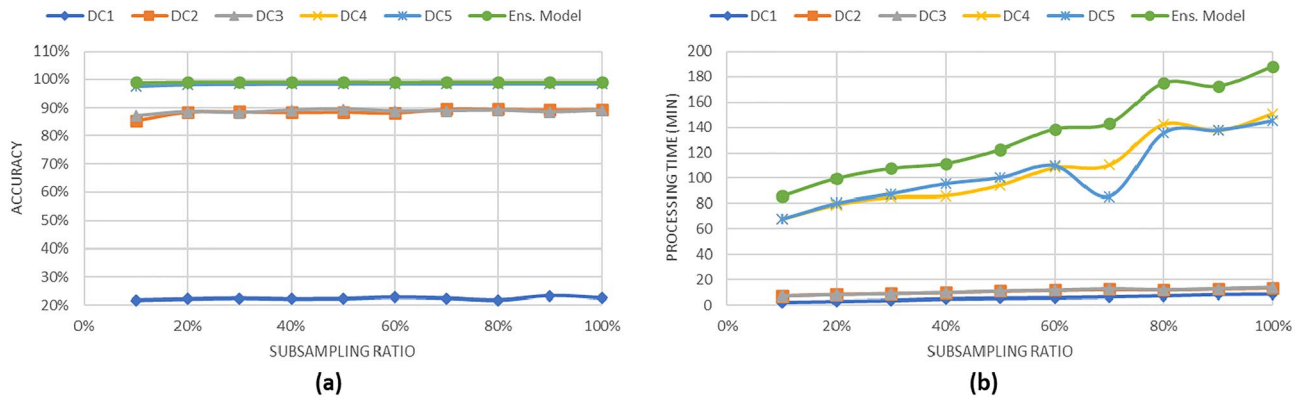 DC1 DC2 DC3 DC4 DC5 Ens. Model
110%
100%
90%
80%
70%
60%
50%
40%
30%
20%
ACCURACY
0% 20% 40% 60% 80% 100%
SUBSAMPLING RATIO
(a)
DC1 DC2 DC3 DC4 DC5 Ens. Model
200
180
160
140
120
100
80
60
40
20
0
PROCESSING TIME (MIN)
0% 20% 40% 60% 80% 100%
SUBSAMPLING RATIO
(b)